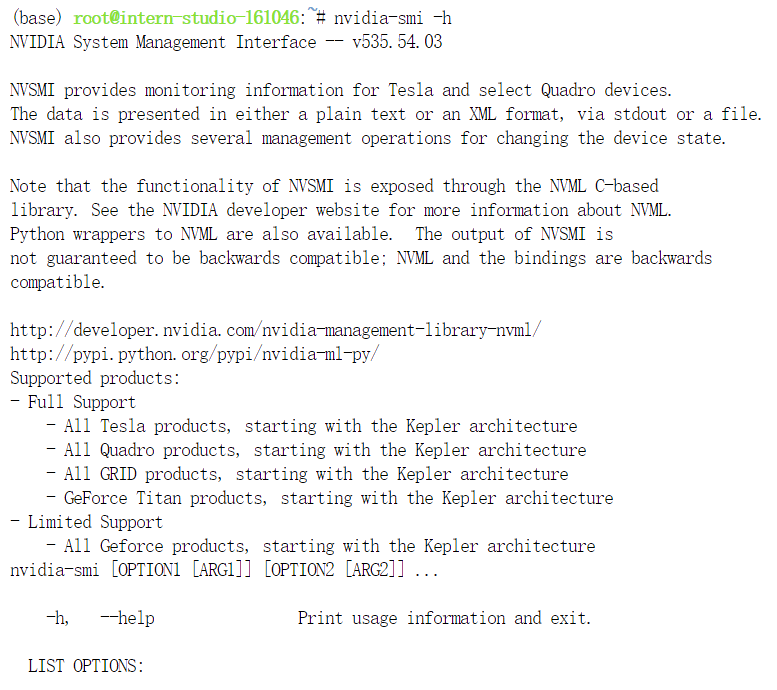 (base) root@intern-studio-161046:~# nvidia-smi -h
NVIDIA System Management Interface -- v535.54.03

NVSMI provides monitoring information for Tesla and select Quadro devices.
The data is presented in either a plain text or an XML format, via stdout or a file.
NVSMI also provides several management operations for changing the device state.

Note that the functionality of NVSMI is exposed through the NVML C-based
library. See the NVIDIA developer website for more information about NVML.
Python wrappers to NVML are also available.  The output of NVSMI is
not guaranteed to be backwards compatible; NVML and the bindings are backwards
compatible.

http://developer.nvidia.com/nvidia-management-library-nvml/
http://pypi.python.org/pypi/nvidia-ml-py/
Supported products:
- Full Support
    - All Tesla products, starting with the Kepler architecture
    - All Quadro products, starting with the Kepler architecture
    - All GRID products, starting with the Kepler architecture
    - GeForce Titan products, starting with the Kepler architecture
- Limited Support
    - All Geforce products, starting with the Kepler architecture
nvidia-smi [OPTION1 [ARG1]] [OPTION2 [ARG2]] ...

    -h,   --help                Print usage information and exit.

  LIST OPTIONS: